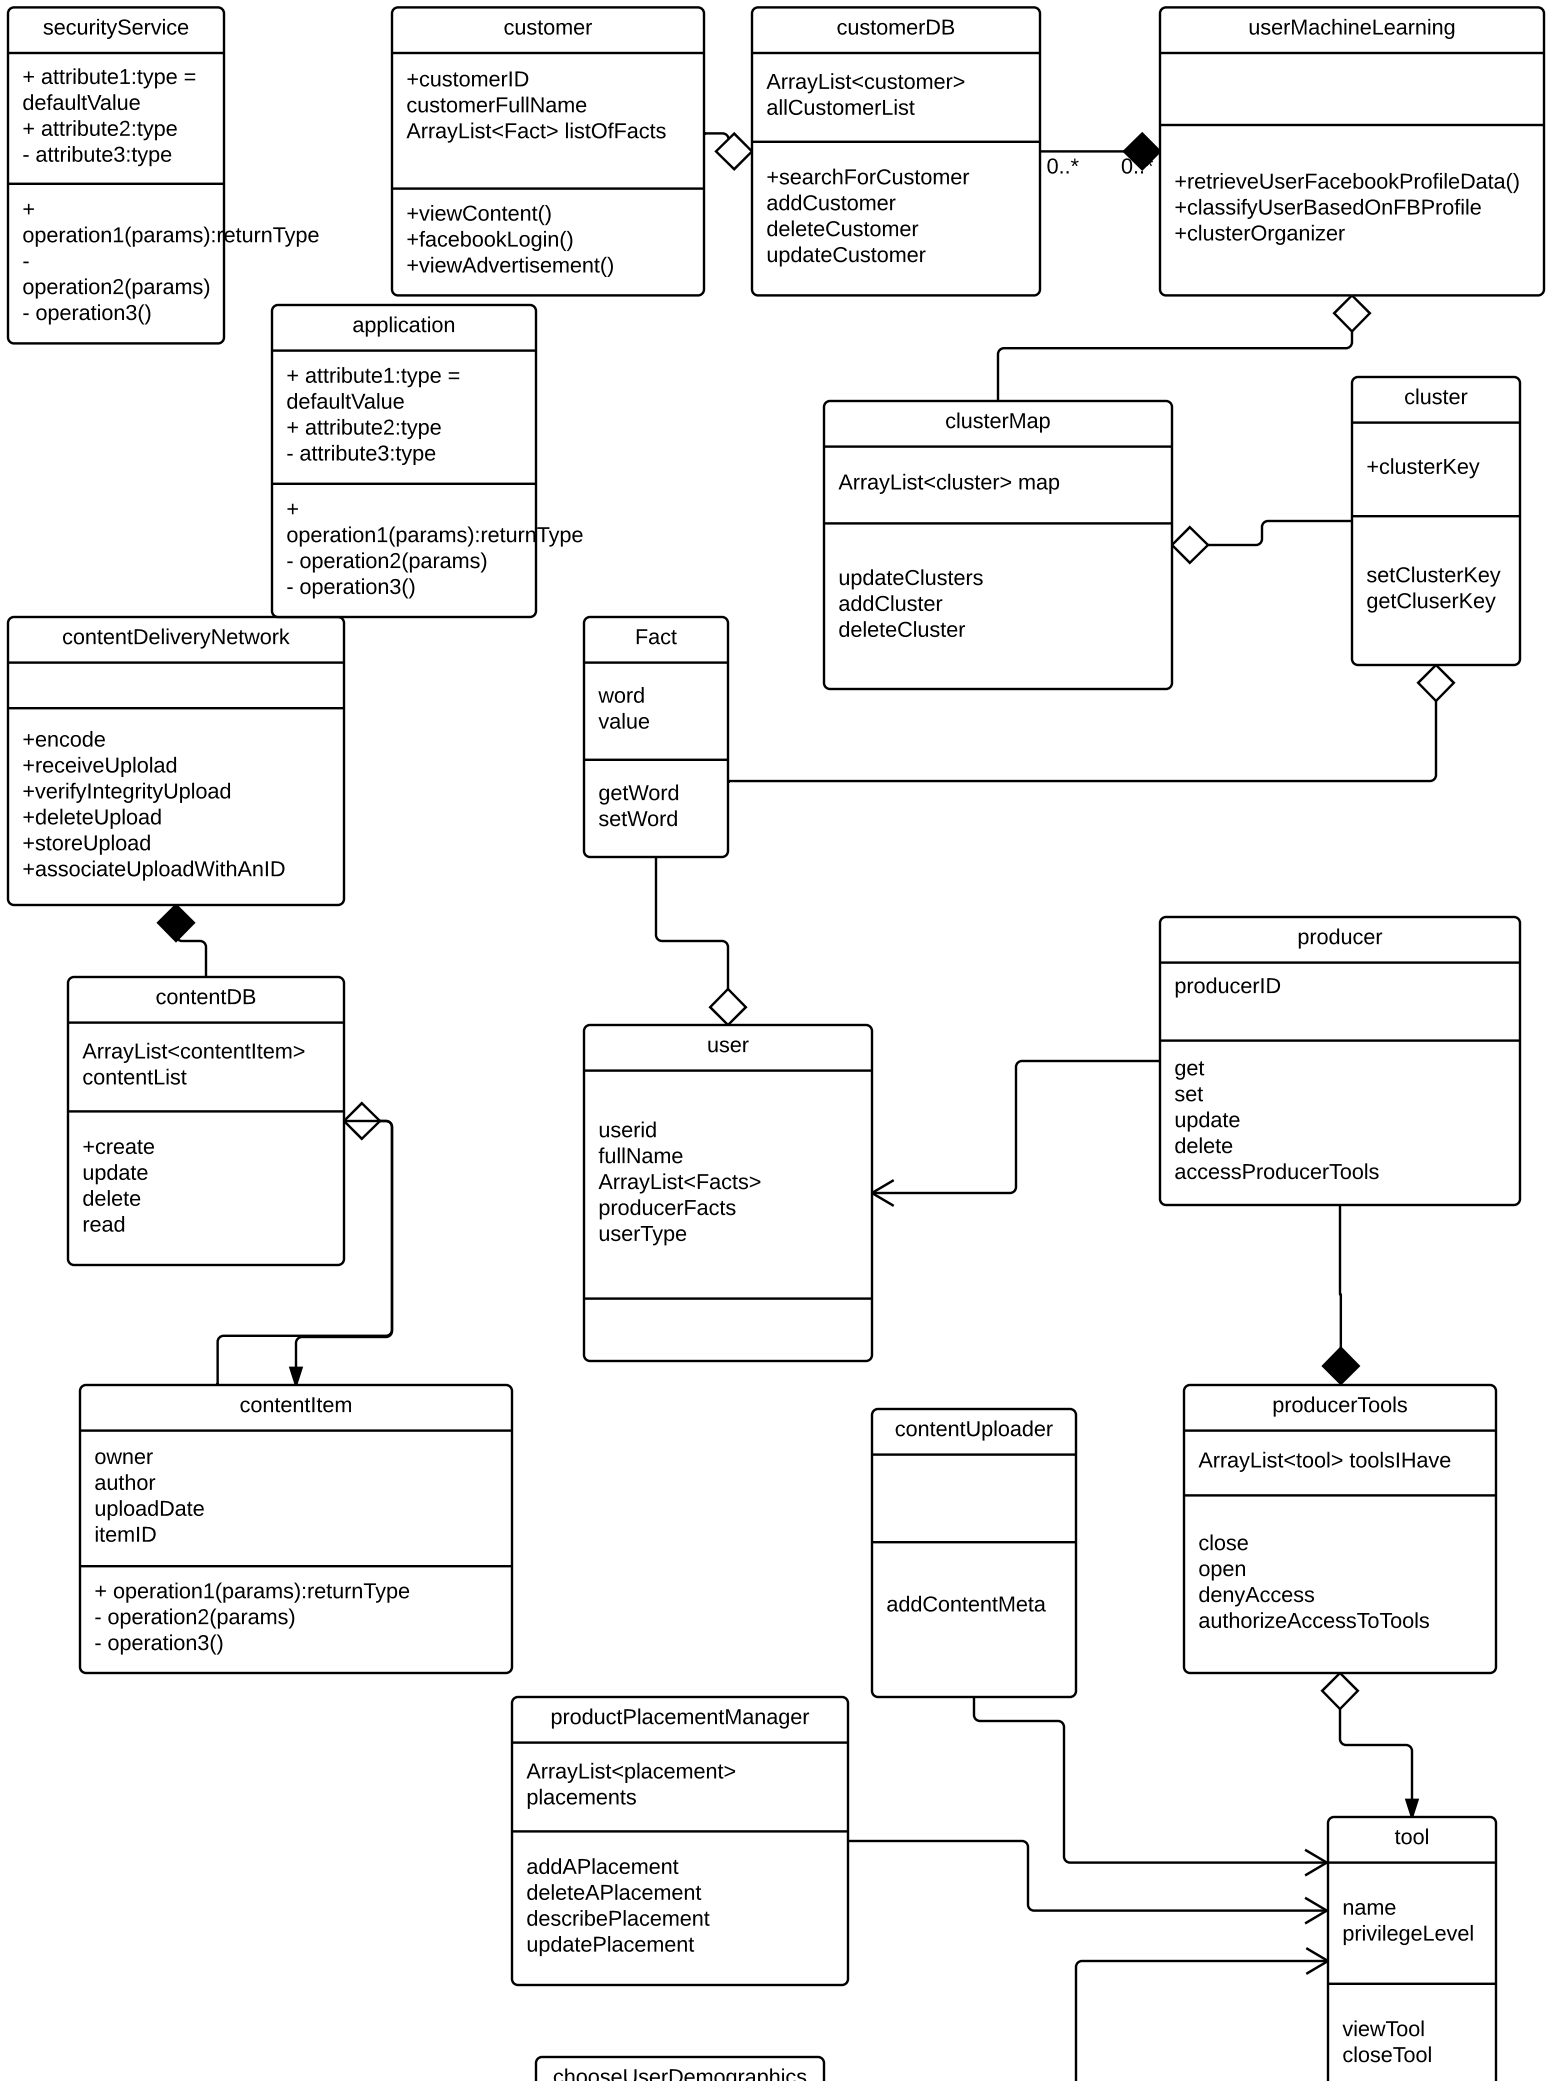 securityService
+ attribute1:type =
defaultValue
+ attribute2:type
- attribute3:type
+
operation1(params):returnType
-
operation2(params)
- operation3()
customer
+customerID
customerFullName
ArrayList<Fact> listOfFacts
+viewContent()
+facebookLogin()
+viewAdvertisement()
customerDB
ArrayList<customer>
allCustomerList
+searchForCustomer
addCustomer
deleteCustomer
updateCustomer
0..*
0..*
userMachineLearning
+retrieveUserFacebookProfileData()
+classifyUserBasedOnFBProfile
+clusterOrganizer
application
+ attribute1:type =
defaultValue
+ attribute2:type
- attribute3:type
+
operation1(params):returnType
- operation2(params)
- operation3()
clusterMap
ArrayList<cluster> map
updateClusters
addCluster
deleteCluster
cluster
+clusterKey
setClusterKey
getCluserKey
contentDeliveryNetwork
+encode
+receiveUplolad
+verifyIntegrityUpload
+deleteUpload
+storeUpload
+associateUploadWithAnID
Fact
word
value
getWord
setWord
contentDB
ArrayList<contentItem>
contentList
+create
update
delete
read
user
userid
fullName
ArrayList<Facts>
producerFacts
userType
producer
producerID
get
set
update
delete
accessProducerTools
contentItem
owner
author
uploadDate
itemID
+ operation1(params):returnType
- operation2(params)
- operation3()
contentUploader
addContentMeta
producerTools
ArrayList<tool> toolsIHave
close
open
denyAccess
authorizeAccessToTools
productPlacementManager
ArrayList<placement>
placements
addAPlacement
deleteAPlacement
describePlacement
updatePlacement
tool
name
privilegeLevel
viewTool
closeTool
chooseUserDemographics